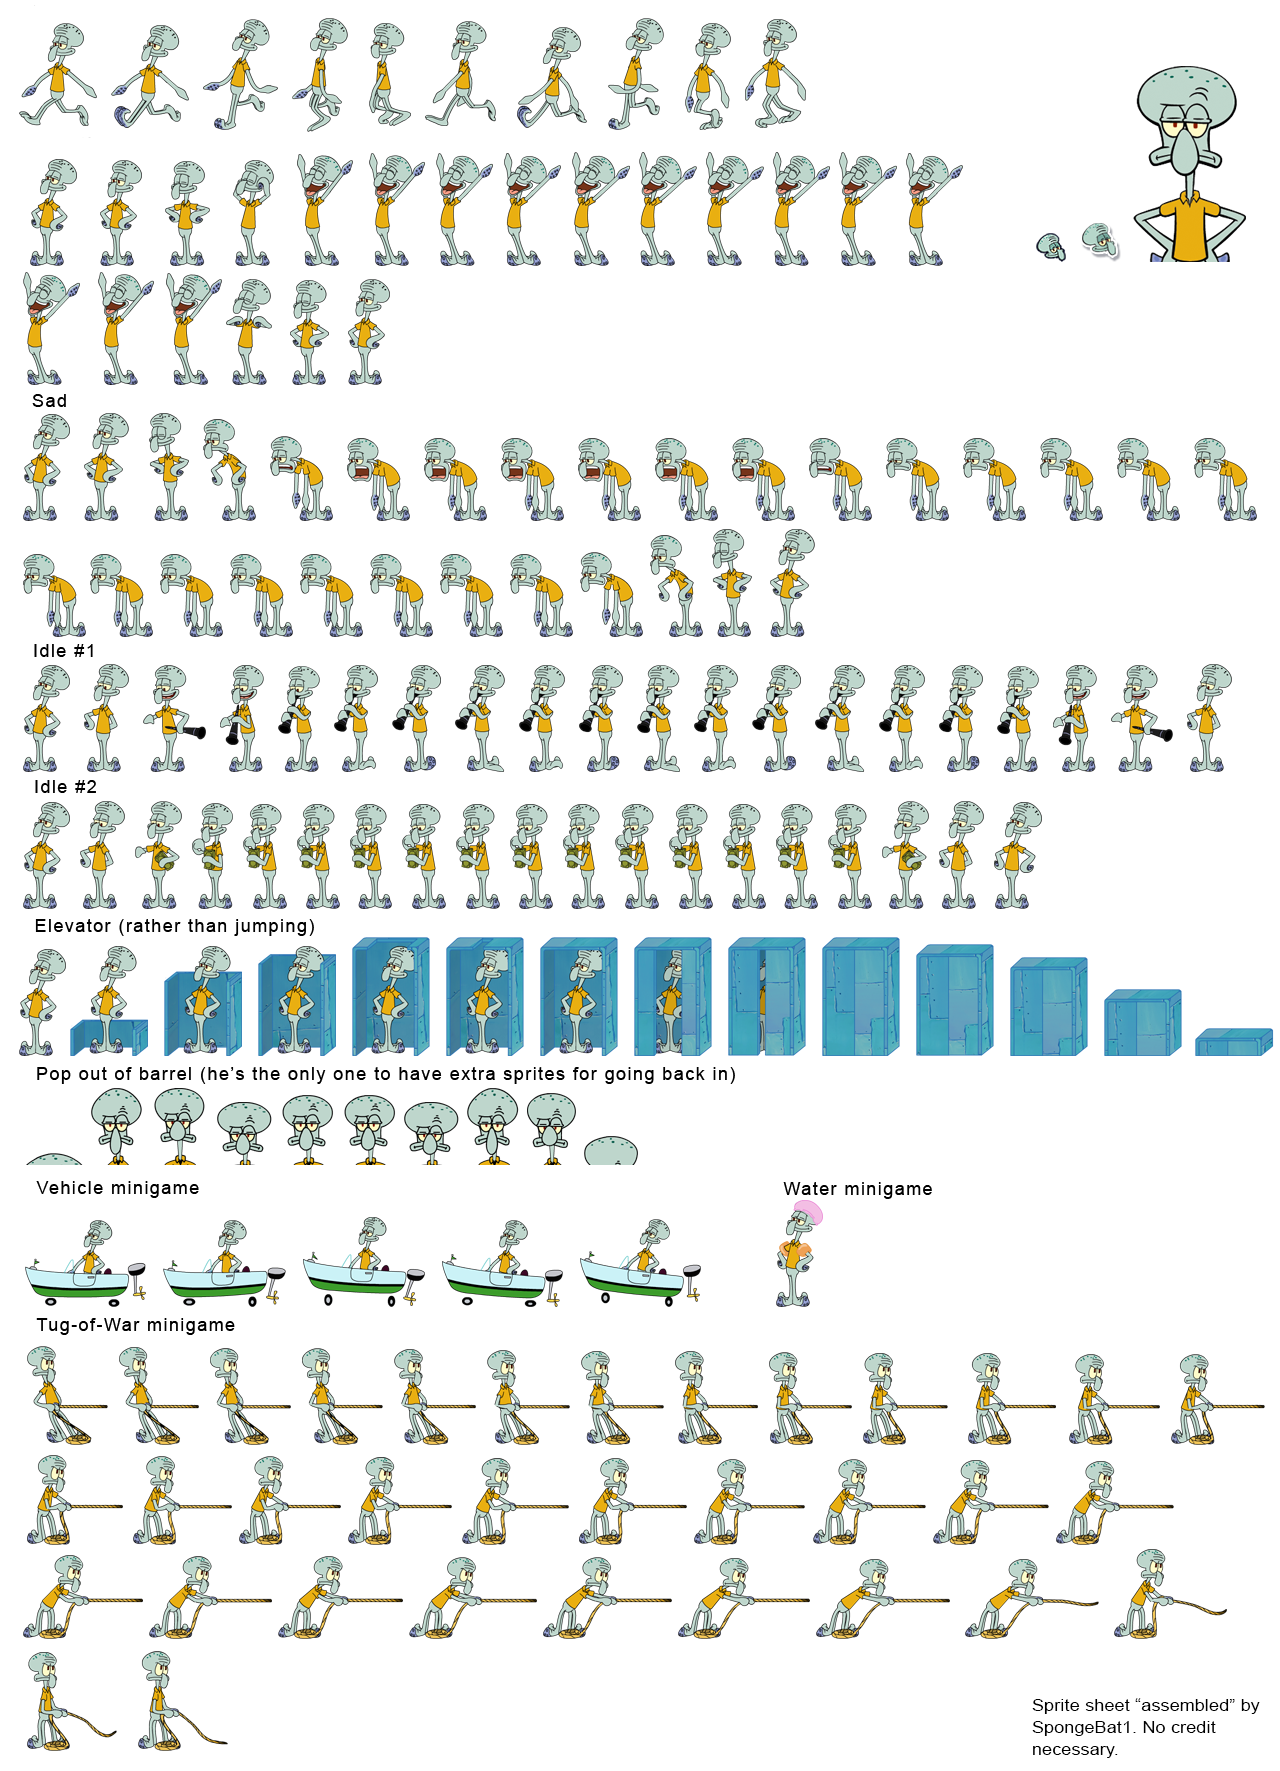 Sad
Idle #1
Idle #2
Elevator (rather than jumping)
Pop out of barrel (he’s the only one to have extra sprites for going back in)
Vehicle minigame
Water minigame
Tug-of-War minigame
Sprite sheet “assembled” by
SpongeBat1. No credit
necessary.